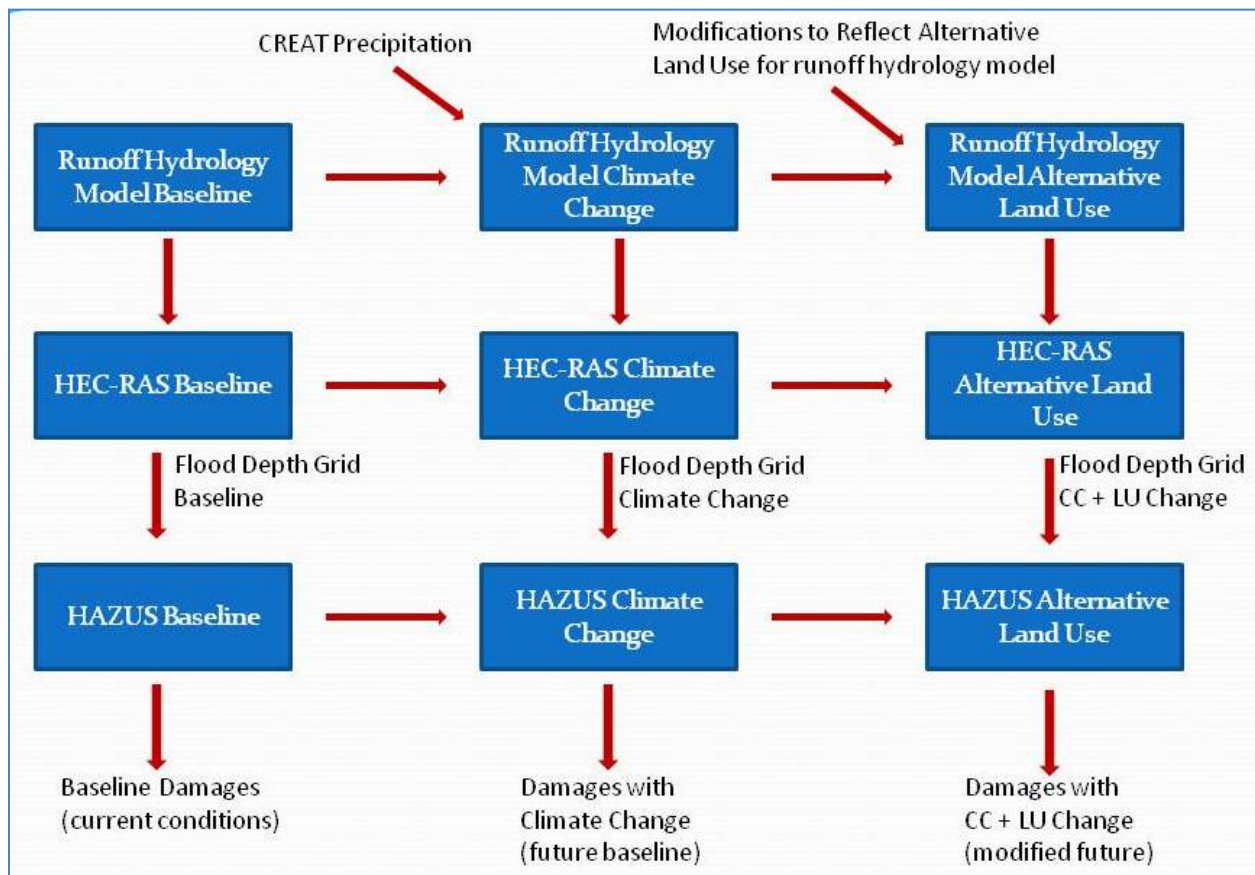 CREAT Precipitation
Modifications to Reflect Alternative
Land Use for runoff hydrology model
Runoff Hydrology
Model Baseline
Runoff Hydrology
Model Climate
Change
Runoff Hydrology
Model Alternative
Land Use
HEC-RAS Baseline
HEC-RAS Climate
Change
HEC-RAS
Alternative Land
Use
Flood Depth Grid
Baseline
Flood Depth Grid
Climate Change
Flood Depth Grid
CC + LU Change
HAZUS Baseline
HAZUS Climate
Change
HAZUS Alternative
Land Use
Baseline Damages
(current conditions)
Damages with
Climate Change
(future baseline)
Damages with
CC + LU Change
(modified future)